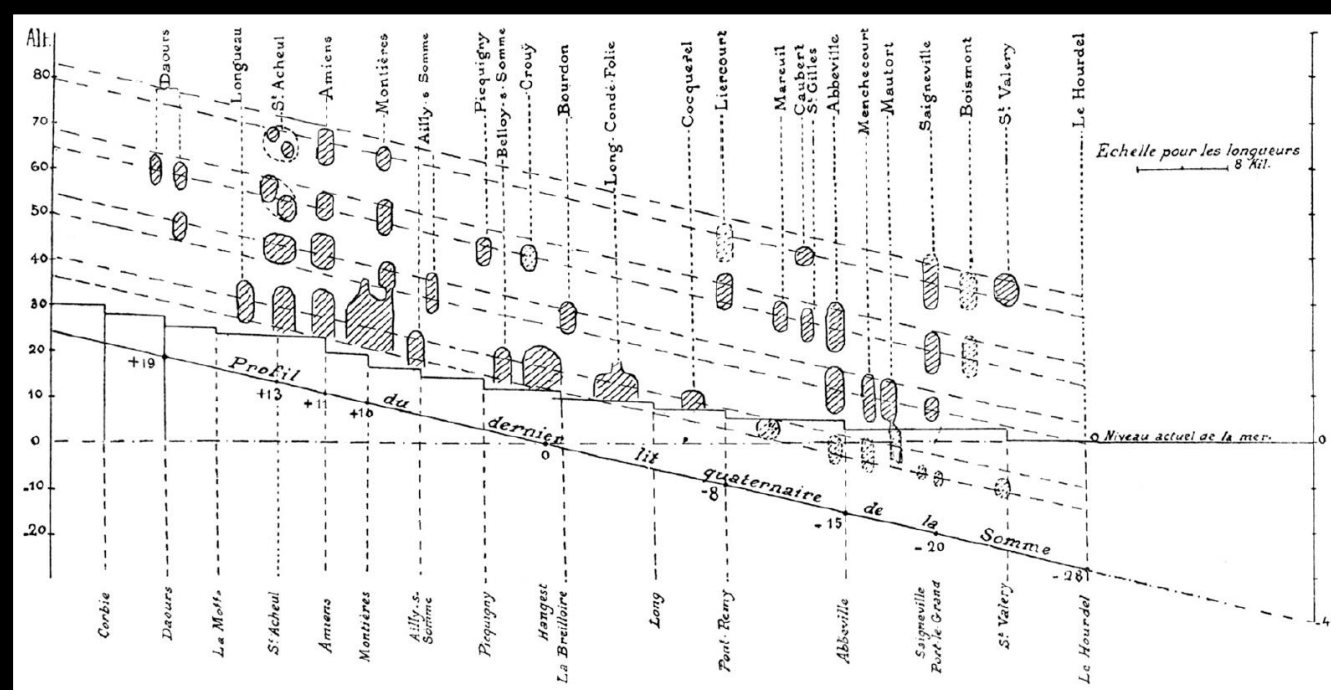 Alt.
80
70
60
50
40
30
20
10
0
-10
-20
Daours
Longueau
St Acheul
Amiens
Montières
Ailly-s-Somme
Picquigny
Belloy-s-Somme
Crouÿ
Bourdon
Long-Condé-Folie
Cocquerel
Liercourt
Mareuil
Caubert
St Gilles
Abbeville
Menchecourt
Mautort
Saigneville
Boismont
St Valery
Le Hourdel
Echelle pour les longueurs
8 Kil.
Niveau actuel de la mer.
0
-4
Profil du dernier lit quaternaire de la Somme
+19
+13
+11
+10
0
-8
-15
-20
-28
Corbie
Daours
La Motte
St Acheul
Amiens
Montières
Ailly.s.
Somme
Picquigny
Hangest
La Breilloire
Long
Pont-Remy
Abbeville
Saigneville
Port-le-Grand
St Valery
Le Hourdel